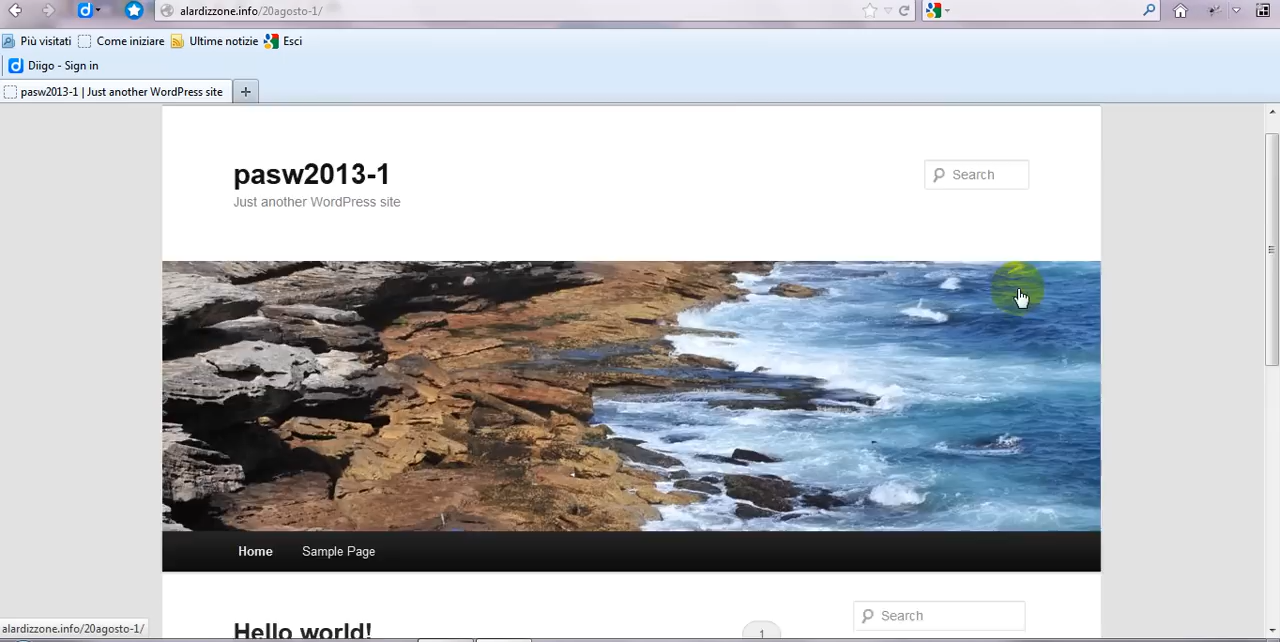 alardizzone.info/20agosto-1/
Più visitati Come iniziare Ultime notizie Esci
Diigo - Sign in
pasw2013-1 | Just another WordPress site
pasw2013-1
Search
Just another WordPress site
Home Sample Page
Search
Hello world!
1
alardizzone.info/20agosto-1/